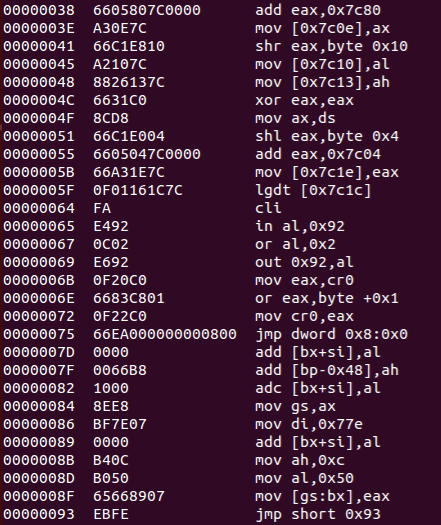 00000038  6605807C0000      add eax,0x7c80
0000003E  A30E7C            mov [0x7c0e],ax
00000041  66C1E810          shr eax,byte 0x10
00000045  A2107C            mov [0x7c10],al
00000048  8826137C          mov [0x7c13],ah
0000004C  6631C0            xor eax,eax
0000004F  8CD8              mov ax,ds
00000051  66C1E004          shl eax,byte 0x4
00000055  6605047C0000      add eax,0x7c04
0000005B  66A31E7C          mov [0x7c1e],eax
0000005F  0F01161C7C        lgdt [0x7c1c]
00000064  FA                cli
00000065  E492              in al,0x92
00000067  0C02              or al,0x2
00000069  E692              out 0x92,al
0000006B  0F20C0            mov eax,cr0
0000006E  6683C801          or eax,byte +0x1
00000072  0F22C0            mov cr0,eax
00000075  66EA000000000800  jmp dword 0x8:0x0
0000007D  0000              add [bx+si],al
0000007F  0066B8            add [bp-0x48],ah
00000082  1000              adc [bx+si],al
00000084  8EE8              mov gs,ax
00000086  BF7E07            mov di,0x77e
00000089  0000              add [bx+si],al
0000008B  B40C              mov ah,0xc
0000008D  B050              mov al,0x50
0000008F  65668907          mov [gs:bx],eax
00000093  EBFE              jmp short 0x93